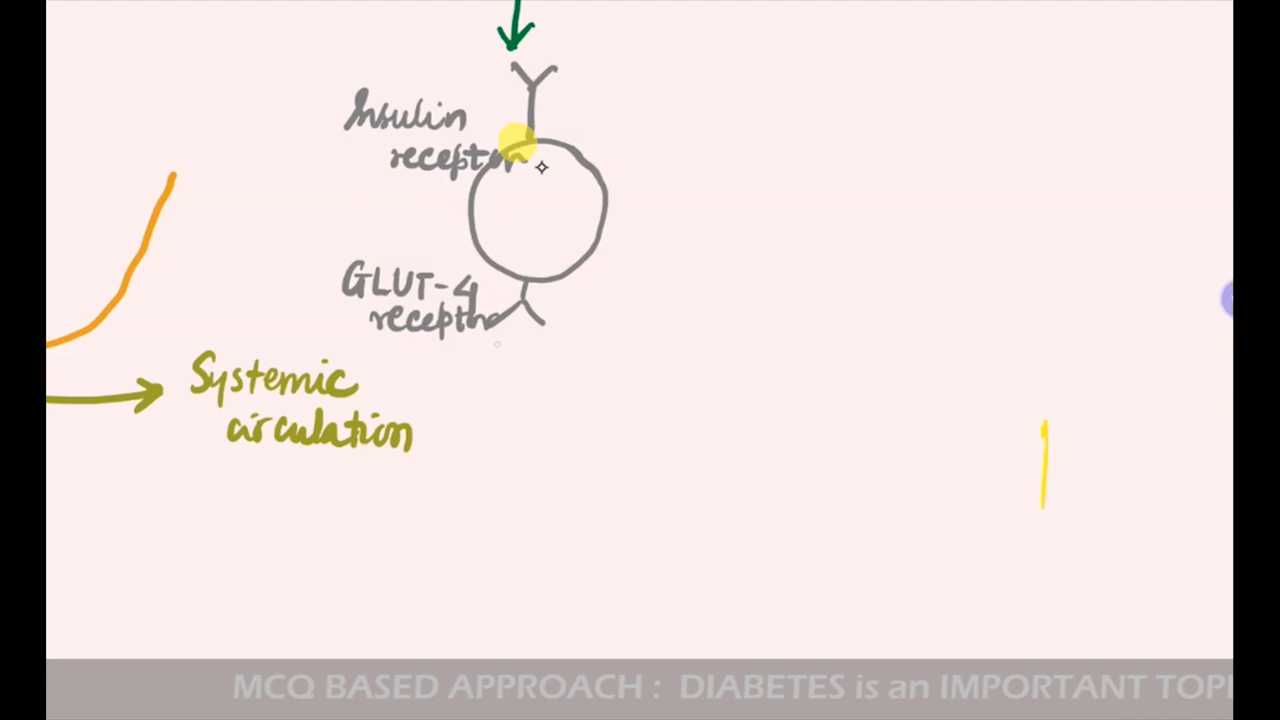 Insulin
receptor
GLUT-4
receptor
Systemic
circulation
MCQ BASED APPROACH : DIABETES is an IMPORTANT TOPI